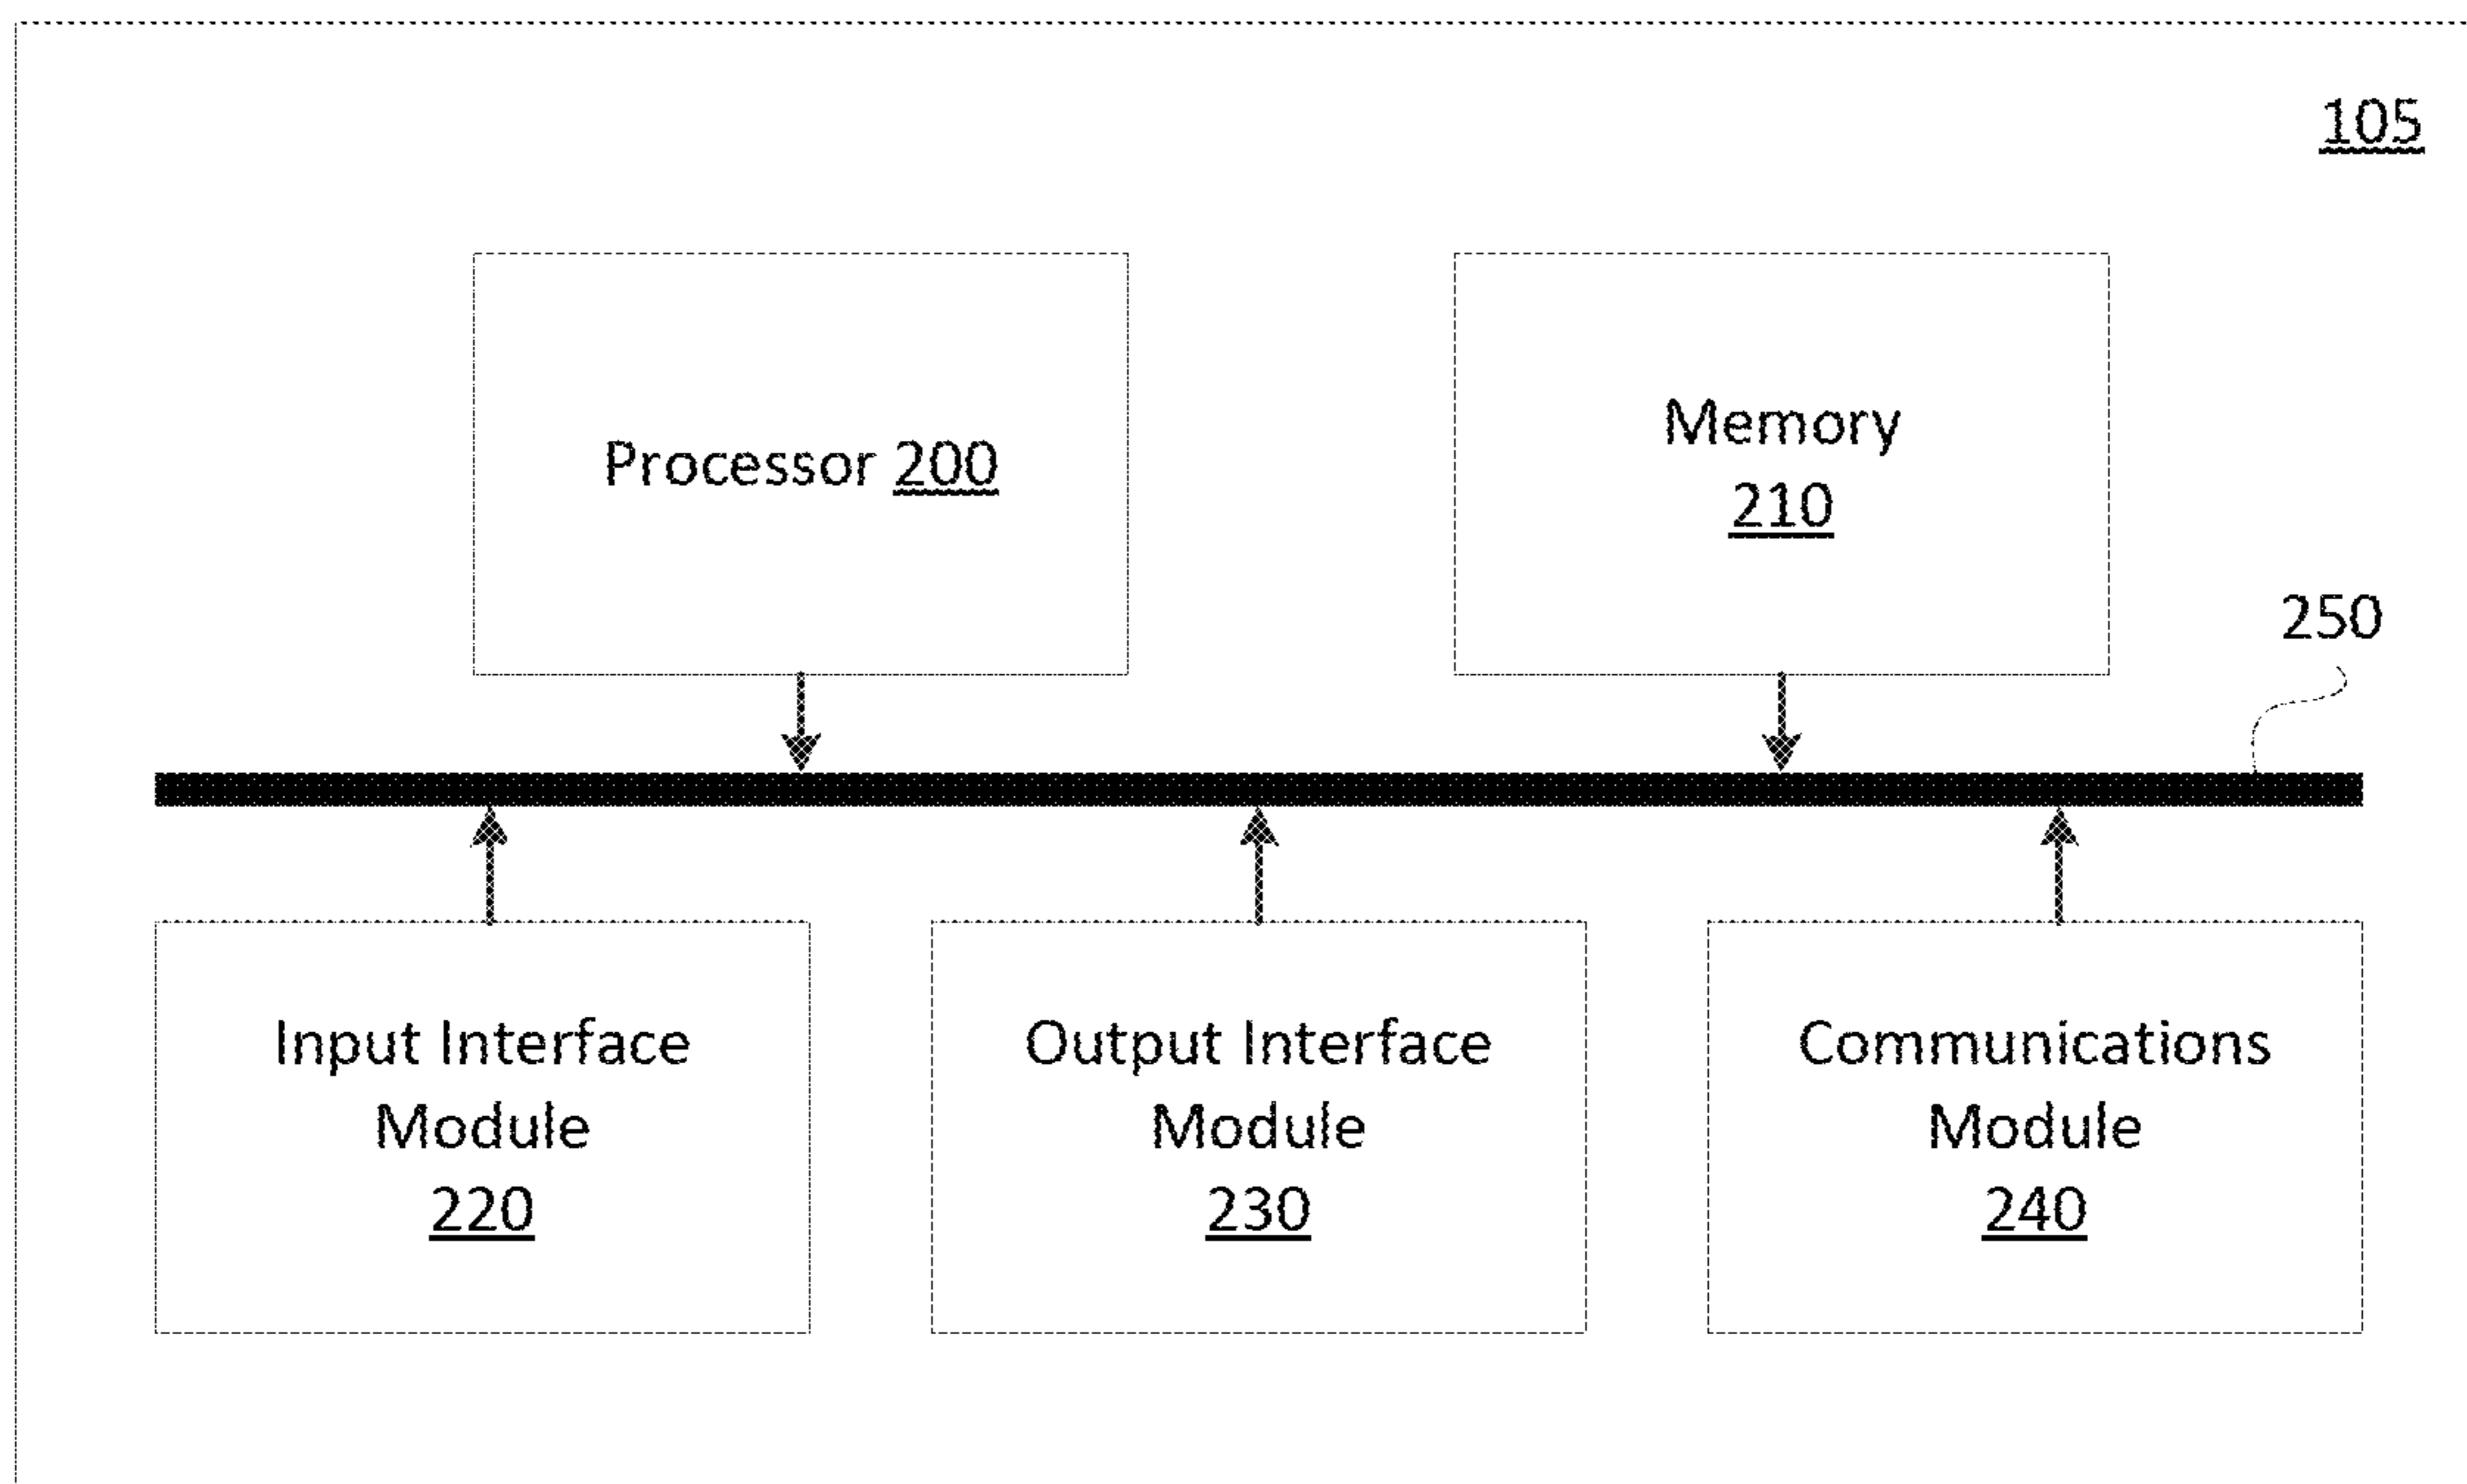 105
Processor 200
Memory
210
250
Input Interface
Module
220
Output Interface
Module
230
Communications
Module
240